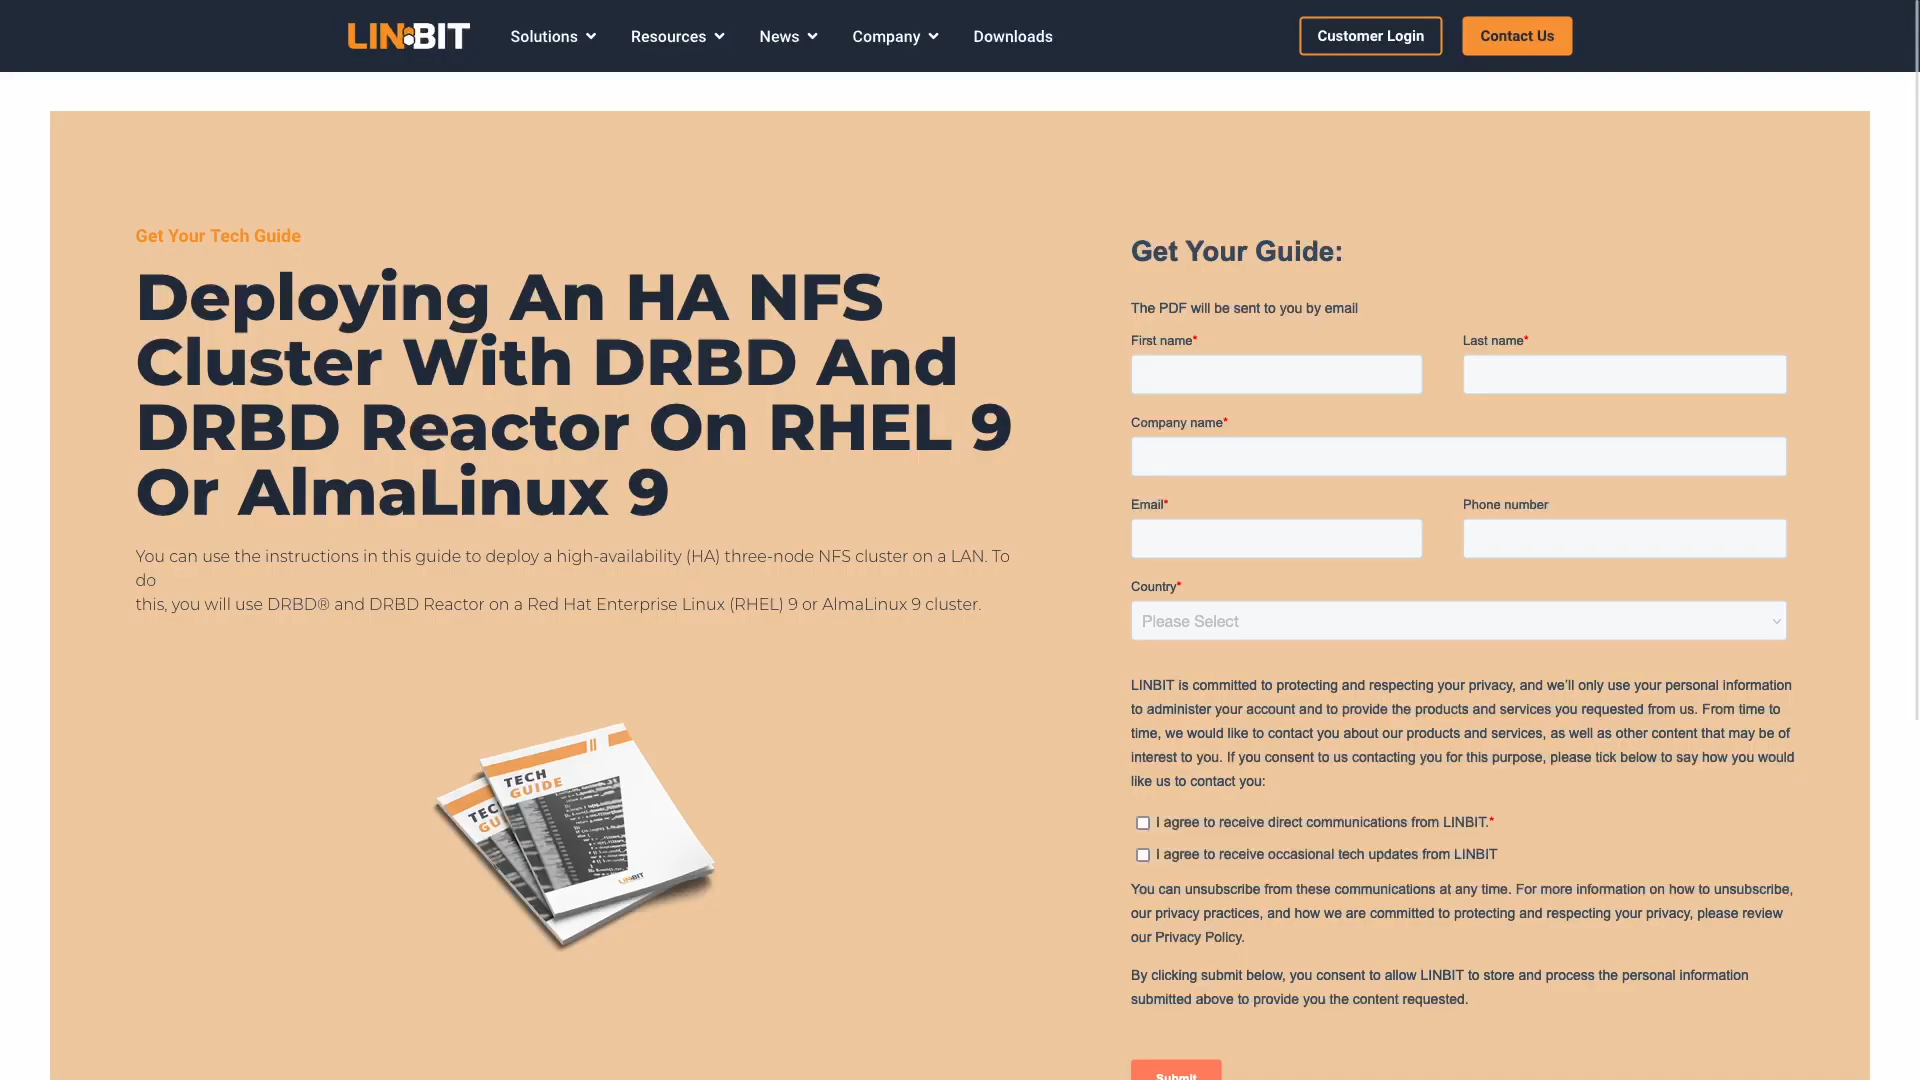 LINBIT
Solutions
Resources
News
Company
Downloads
Customer Login
Contact Us
Get Your Tech Guide
Deploying An HA NFS
Cluster With DRBD And
DRBD Reactor On RHEL 9
Or AlmaLinux 9
You can use the instructions in this guide to deploy a high-availability (HA) three-node NFS cluster on a LAN. To
do
this, you will use DRBD® and DRBD Reactor on a Red Hat Enterprise Linux (RHEL) 9 or AlmaLinux 9 cluster.
TECH
GUIDE
TEC
GU
LINBIT
Get Your Guide:
The PDF will be sent to you by email
First name*
Last name*
Company name*
Email*
Phone number
Country*
Please Select
LINBIT is committed to protecting and respecting your privacy, and we'll only use your personal information
to administer your account and to provide the products and services you requested from us. From time to
time, we would like to contact you about our products and services, as well as other content that may be of
interest to you. If you consent to us contacting you for this purpose, please tick below to say how you would
like us to contact you:
I agree to receive direct communications from LINBIT.*
I agree to receive occasional tech updates from LINBIT
You can unsubscribe from these communications at any time. For more information on how to unsubscribe,
our privacy practices, and how we are committed to protecting and respecting your privacy, please review
our Privacy Policy.
By clicking submit below, you consent to allow LINBIT to store and process the personal information
submitted above to provide you the content requested.
Submit